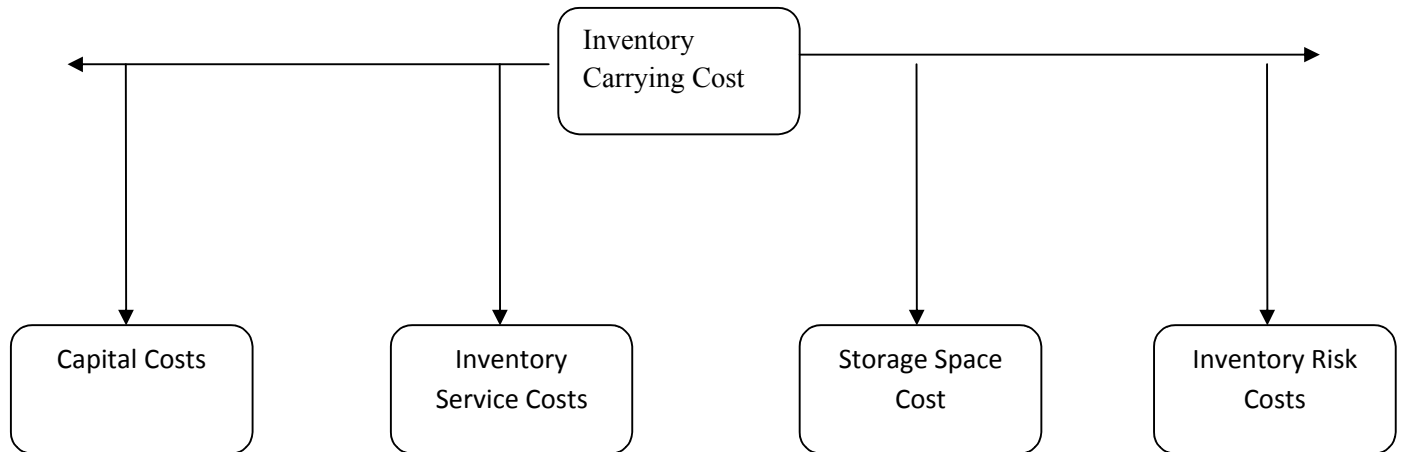 Inventory
Carrying Cost
Capital Costs
Inventory
Service Costs
Storage Space
Cost
Inventory Risk
Costs